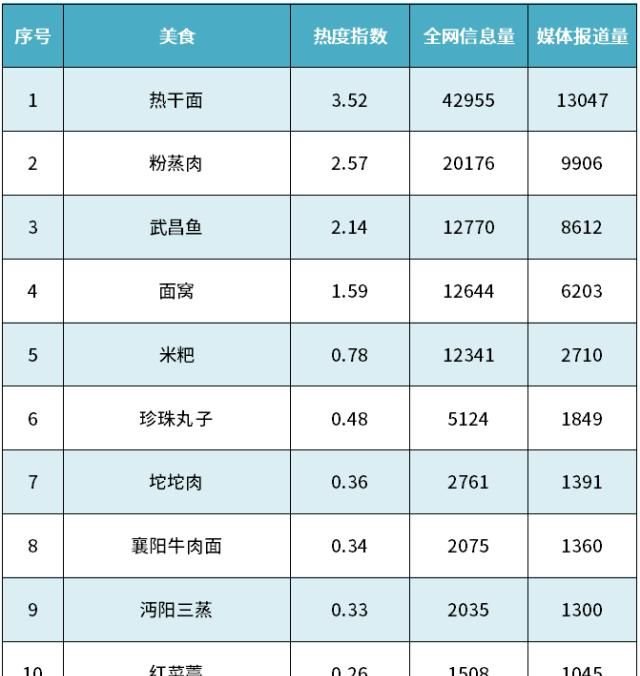 序号 美食 热度指数 全网信息量 媒体报道量
1 热干面 3.52 42955 13047
2 粉蒸肉 2.57 20176 9906
3 武昌鱼 2.14 12770 8612
4 面窝 1.59 12644 6203
5 米粑 0.78 12341 2710
6 珍珠丸子 0.48 5124 1849
7 坨坨肉 0.36 2761 1391
8 襄阳牛肉面 0.34 2075 1360
9 沔阳三蒸 0.33 2035 1300
10 红菜薹 0.26 1508 1045